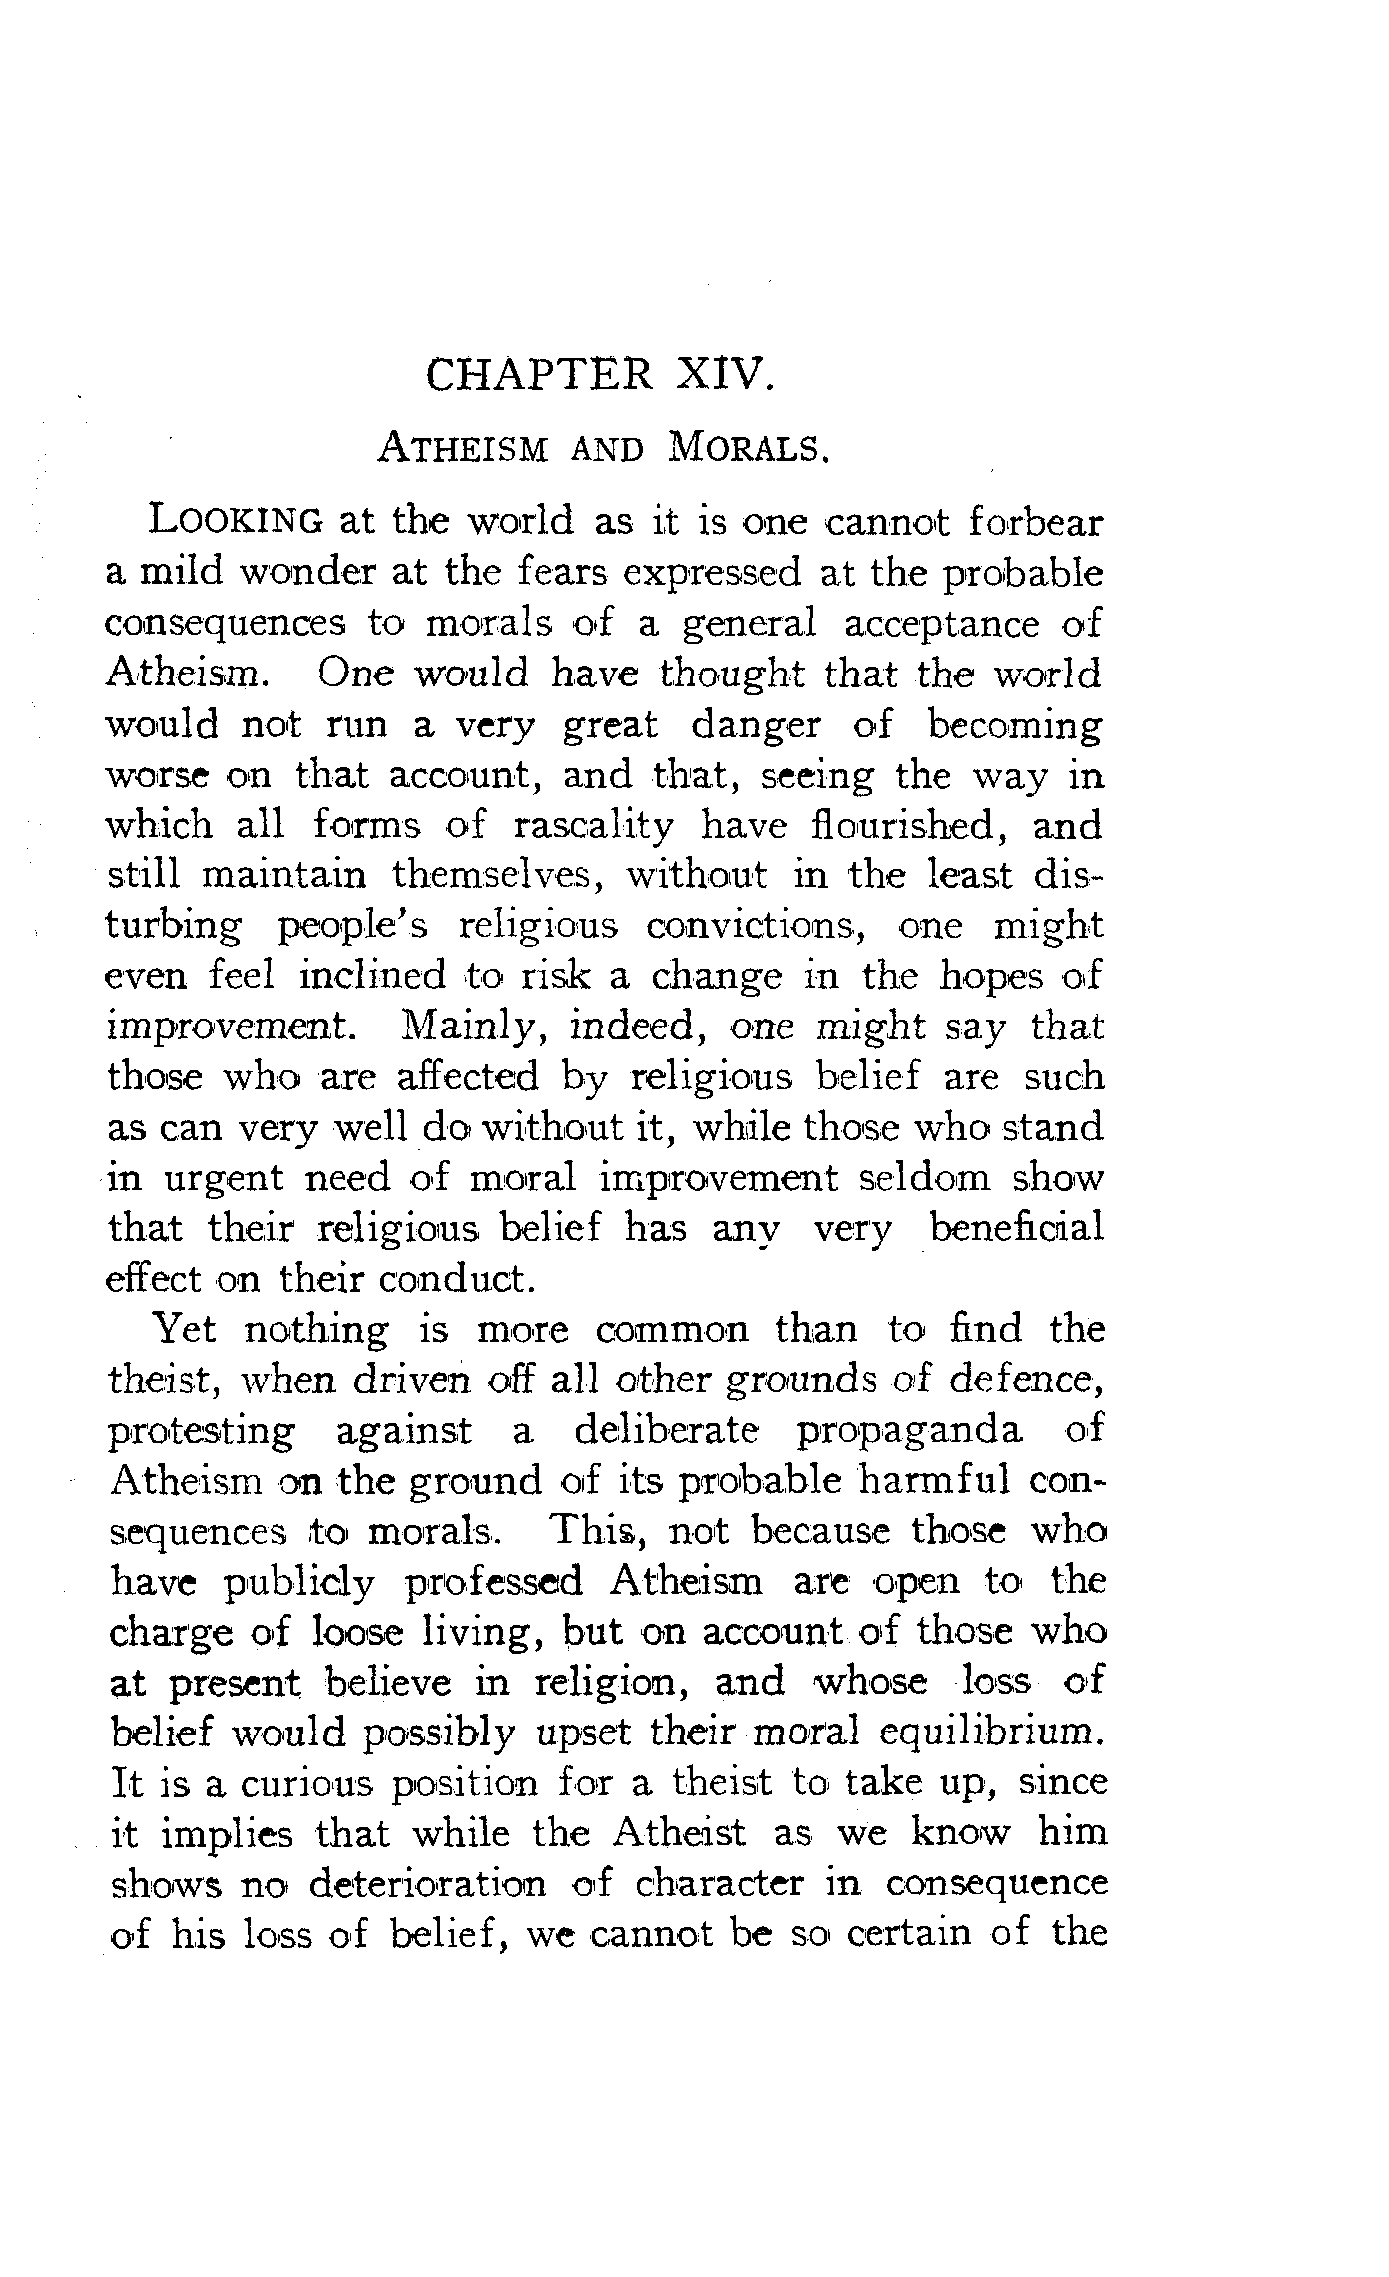 CHAPTER XIV.
ATHEISM AND MORALS.
LOOKING at the world as it is one cannot forbear
a mild wonder at the fears expressed at the probable
consequences to morals of a general acceptance of
Atheism. One would have thought that the world
would not run a very great danger of becoming
worse on that account, and that, seeing the way in
which all forms of rascality have flourished, and
still maintain themselves, without in the least dis-
turbing people's religious convictions, one might
even feel inclined to risk a change in the hopes of
improvement. Mainly, indeed, one might say that
those who are affected by religious belief are such
as can very well do without it, while those who stand
in urgent need of moral improvement seldom show
that their religious belief has any very beneficial
effect on their conduct.
Yet nothing is more common than to find the
theist, when driven off all other grounds of defence,
protesting against a deliberate propaganda of
Atheism on the ground of its probable harmful con-
sequences to morals. This, not because those who
have publicly professed Atheism are open to the
charge of loose living, but on account of those who
at present believe in religion, and whose loss of
belief would possibly upset their moral equilibrium.
It is a curious position for a theist to take up, since
it implies that while the Atheist as we know him
shows no deterioration of character in consequence
of his loss of belief, we cannot be so certain of the